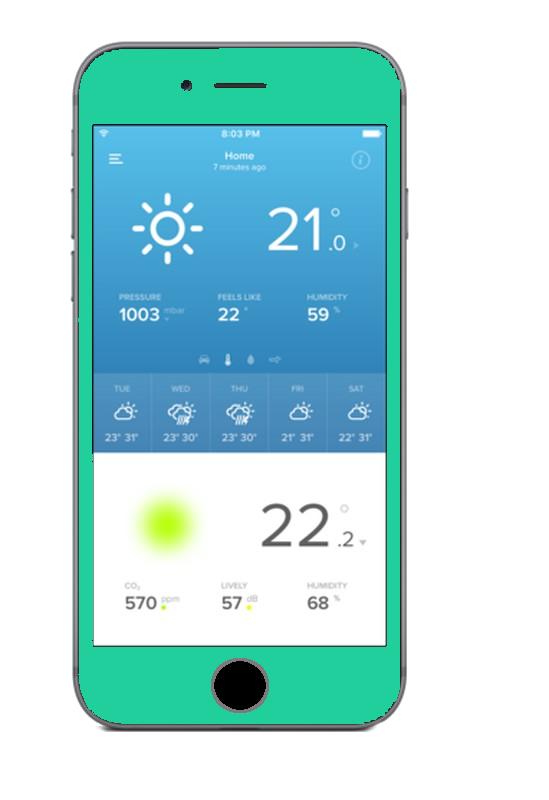 8:03 PM
Home
7 minutes ago
21°.0
PRESSURE FEELS LIKE HUMIDITY
1003 mbar 22 ° 59 %
TUE WED THU FRI SAT
23° 31° 23° 30° 23° 30° 21° 31° 22° 31°
22°.2
CO₂ LIVELY HUMIDITY
570 ppm 57 dB 68 %